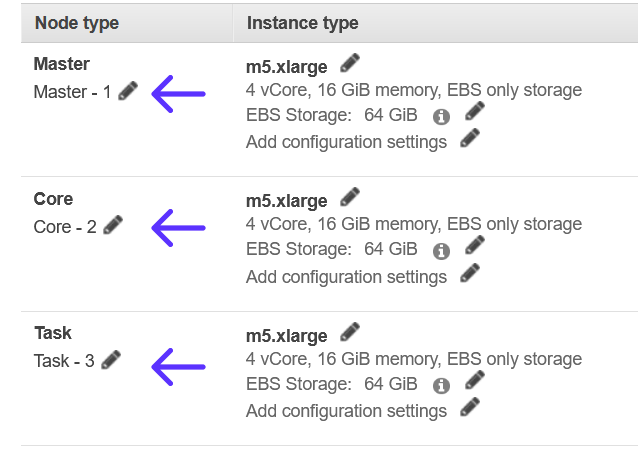 Node type Instance type
Master
Master - 1
m5.xlarge
4 vCore, 16 GiB memory, EBS only storage
EBS Storage: 64 GiB
Add configuration settings
Core
Core - 2
m5.xlarge
4 vCore, 16 GiB memory, EBS only storage
EBS Storage: 64 GiB
Add configuration settings
Task
Task - 3
m5.xlarge
4 vCore, 16 GiB memory, EBS only storage
EBS Storage: 64 GiB
Add configuration settings